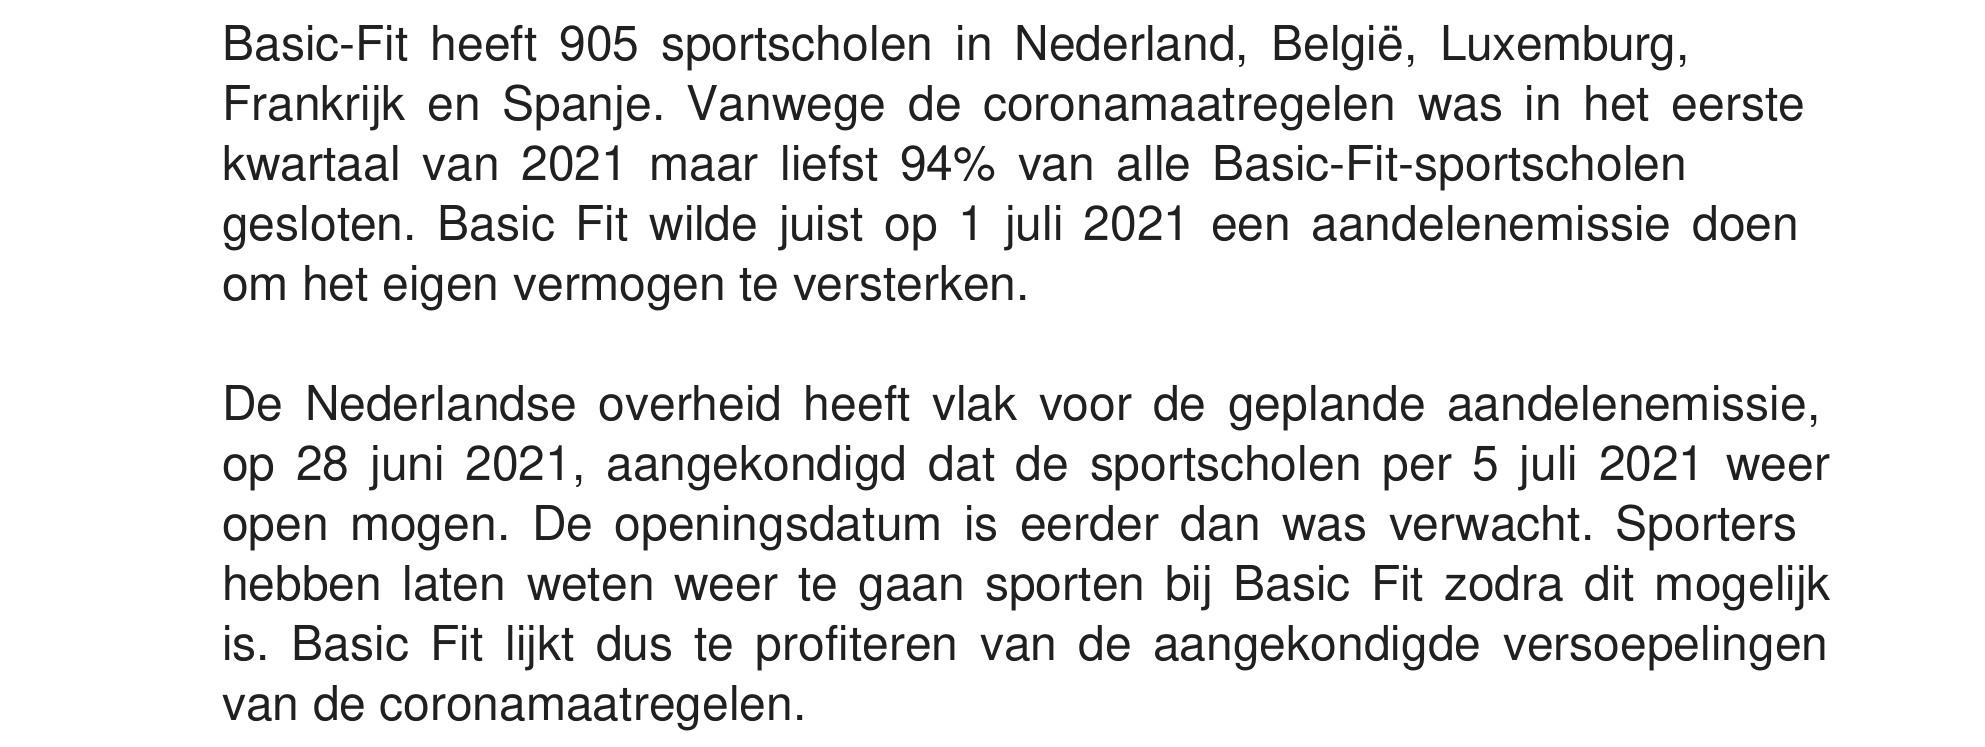 Basic-Fit heeft 905 sportscholen in Nederland, België, Luxemburg,
Frankrijk en Spanje. Vanwege de coronamaatregelen was in het eerste
kwartaal van 2021 maar liefst 94% van alle Basic-Fit-sportscholen
gesloten. Basic Fit wilde juist op 1 juli 2021 een aandelenemissie doen
om het eigen vermogen te versterken.

De Nederlandse overheid heeft vlak voor de geplande aandelenemissie,
op 28 juni 2021, aangekondigd dat de sportscholen per 5 juli 2021 weer
open mogen. De openingsdatum is eerder dan was verwacht. Sporters
hebben laten weten weer te gaan sporten bij Basic Fit zodra dit mogelijk
is. Basic Fit lijkt dus te profiteren van de aangekondigde versoepelingen
van de coronamaatregelen.